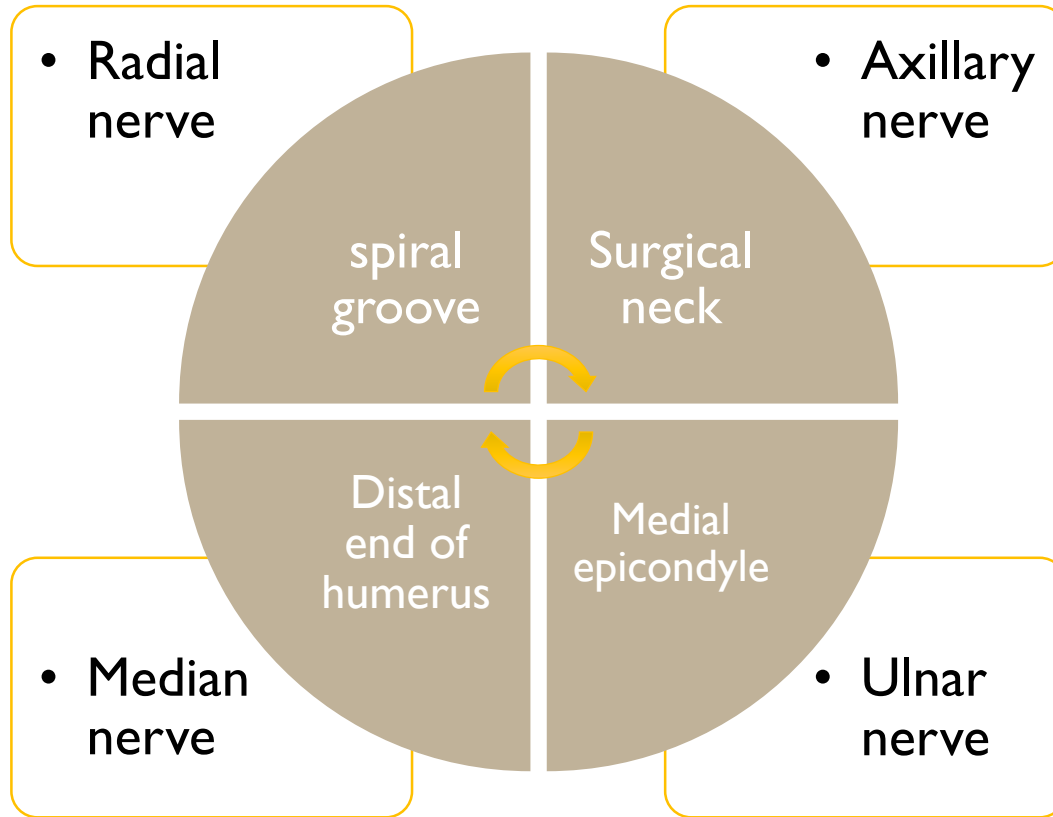 • Radial
nerve
• Axillary
nerve
spiral
groove
Surgical
neck
Distal
end of
humerus
Medial
epicondyle
• Median
nerve
• Ulnar
nerve